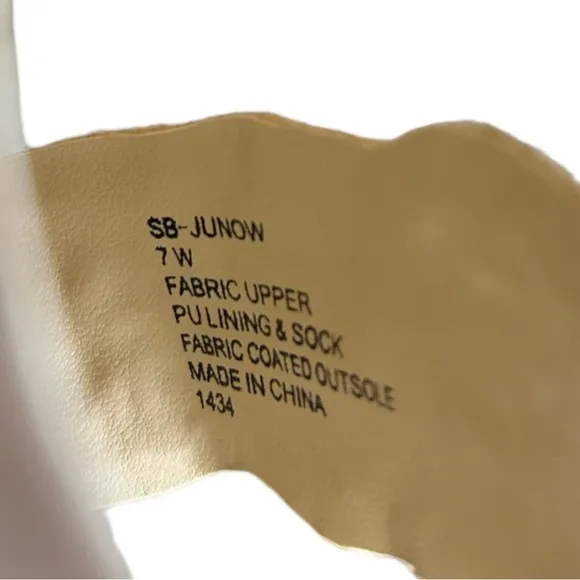 SB-JUNOW
7 W
FABRIC UPPER
PU LINING & SOCK
FABRIC COATED OUTSOLE
MADE IN CHINA
1434